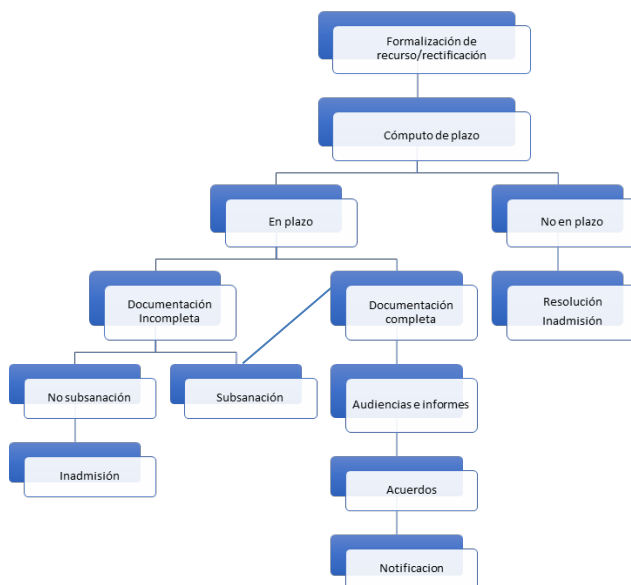 Formalización de
recurso/rectificación
Cómputo de plazo
En plazo
No en plazo
Documentación
Incompleta
Documentación
completa
Resolución
Inadmisión
No subsanación
Subsanación
Audiencias e informes
Inadmisión
Acuerdos
Notificacion